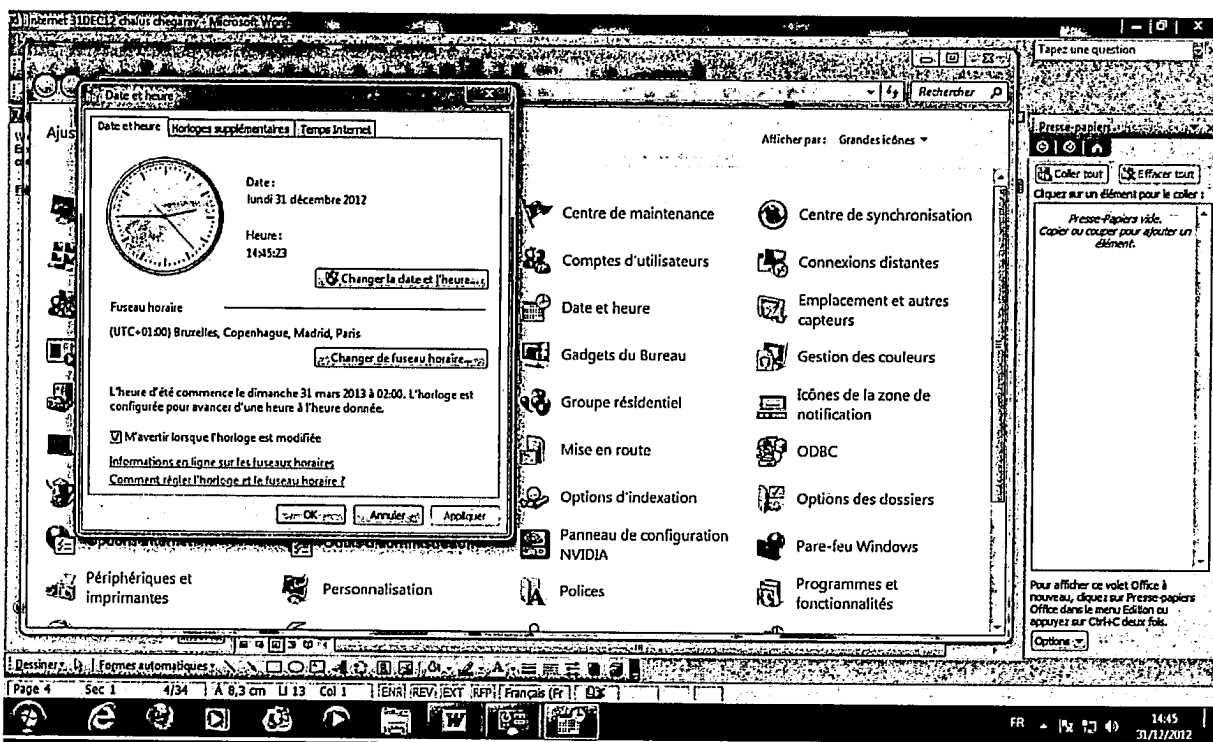 Internet 31DEC12 chalus chegaray - Microsoft Word
Tapez une question
Rechercher
Date et heure
Date et heure
Horloges supplémentaires
Temps Internet
Ajus
Afficher par : Grandes icônes
Date :
lundi 31 décembre 2012
Heure :
14:45:23
Changer la date et l'heure...
Fuseau horaire
(UTC+01:00) Bruxelles, Copenhague, Madrid, Paris
Changer de fuseau horaire...
L'heure d'été commence le dimanche 31 mars 2013 à 02:00. L'horloge est
configurée pour avancer d'une heure à l'heure donnée.
M'avertir lorsque l'horloge est modifiée
Informations en ligne sur les fuseaux horaires
Comment régler l'horloge et le fuseau horaire ?
OK
Annuler
Appliquer
Centre de maintenance
Centre de synchronisation
Comptes d'utilisateurs
Connexions distantes
Date et heure
Emplacement et autres
capteurs
Gadgets du Bureau
Gestion des couleurs
Groupe résidentiel
Icônes de la zone de
notification
Mise en route
ODBC
Options d'indexation
Options des dossiers
Panneau de configuration
NVIDIA
Pare-feu Windows
Périphériques et
imprimantes
Personnalisation
Polices
Programmes et
fonctionnalités
Presse-papiers
Coller tout
Effacer tout
Cliquez sur un élément pour le coller :
Presse-Papiers vide.
Copier ou couper pour ajouter un
élément.
Pour afficher ce volet Office à
nouveau, cliquez sur Presse-papiers
Office dans le menu Edition ou
appuyez sur Ctrl+C deux fois.
Options
Dessiner
Formes automatiques
Page 4 Sec 1 4/34 À 8,3 cm Li 13 Col 1 ENR REV EXT RFP Français (Fr
FR
14:45
31/12/2012